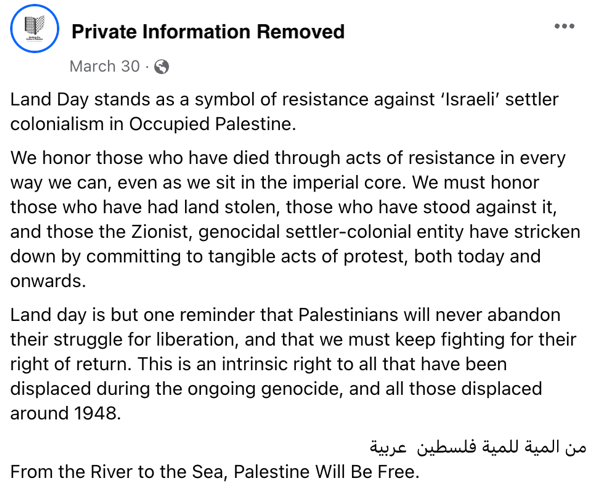 Private Information Removed
March 30 ·
Land Day stands as a symbol of resistance against ‘Israeli’ settler
colonialism in Occupied Palestine.
We honor those who have died through acts of resistance in every
way we can, even as we sit in the imperial core. We must honor
those who have had land stolen, those who have stood against it,
and those the Zionist, genocidal settler-colonial entity have stricken
down by committing to tangible acts of protest, both today and
onwards.
Land day is but one reminder that Palestinians will never abandon
their struggle for liberation, and that we must keep fighting for their
right of return. This is an intrinsic right to all that have been
displaced during the ongoing genocide, and all those displaced
around 1948.
من المية للمية فلسطين عربية
From the River to the Sea, Palestine Will Be Free.